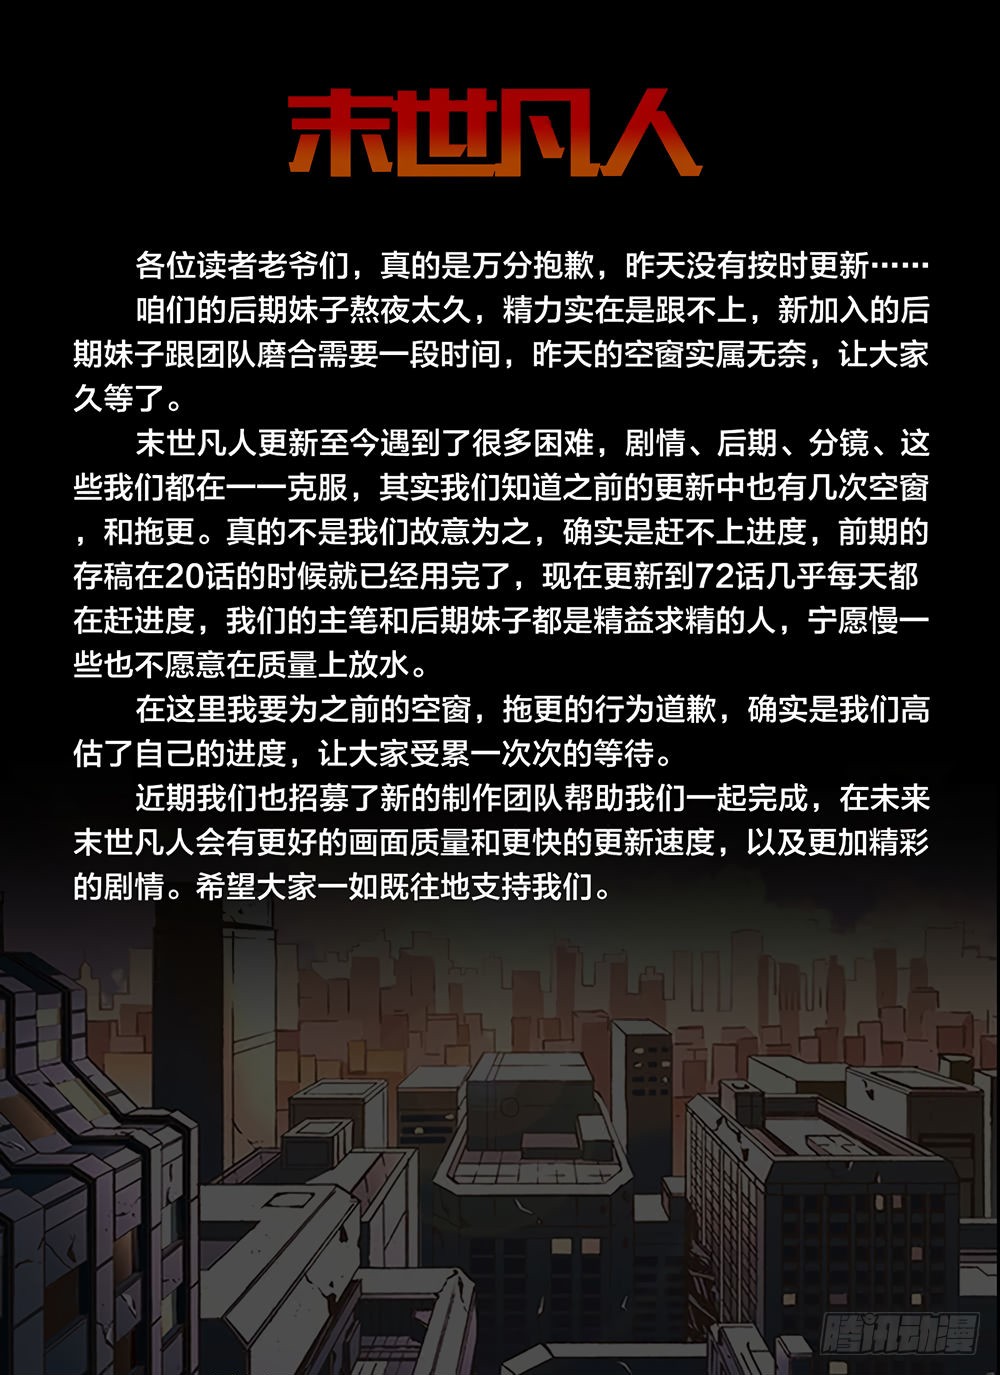 末世凡人
各位读者老爷们，真的是万分抱歉，昨天没有按时更新……
咱们的后期妹子熬夜太久，精力实在是跟不上，新加入的后
期妹子跟团队磨合需要一段时间，昨天的空窗实属无奈，让大家
久等了。
末世凡人更新至今遇到了很多困难，剧情、后期、分镜、这
些我们都在一一克服，其实我们知道之前的更新中也有几次空窗
，和拖更。真的不是我们故意为之，确实是赶不上进度，前期的
存稿在20话的时候就已经用完了，现在更新到72话几乎每天都
在赶进度，我们的主笔和后期妹子都是精益求精的人，宁愿慢一
些也不愿意在质量上放水。
在这里我要为之前的空窗，拖更的行为道歉，确实是我们高
估了自己的进度，让大家受累一次次的等待。
近期我们也招募了新的制作团队帮助我们一起完成，在未来
末世凡人会有更好的画面质量和更快的更新速度，以及更加精彩
的剧情。希望大家一如既往地支持我们。
腾讯动漫